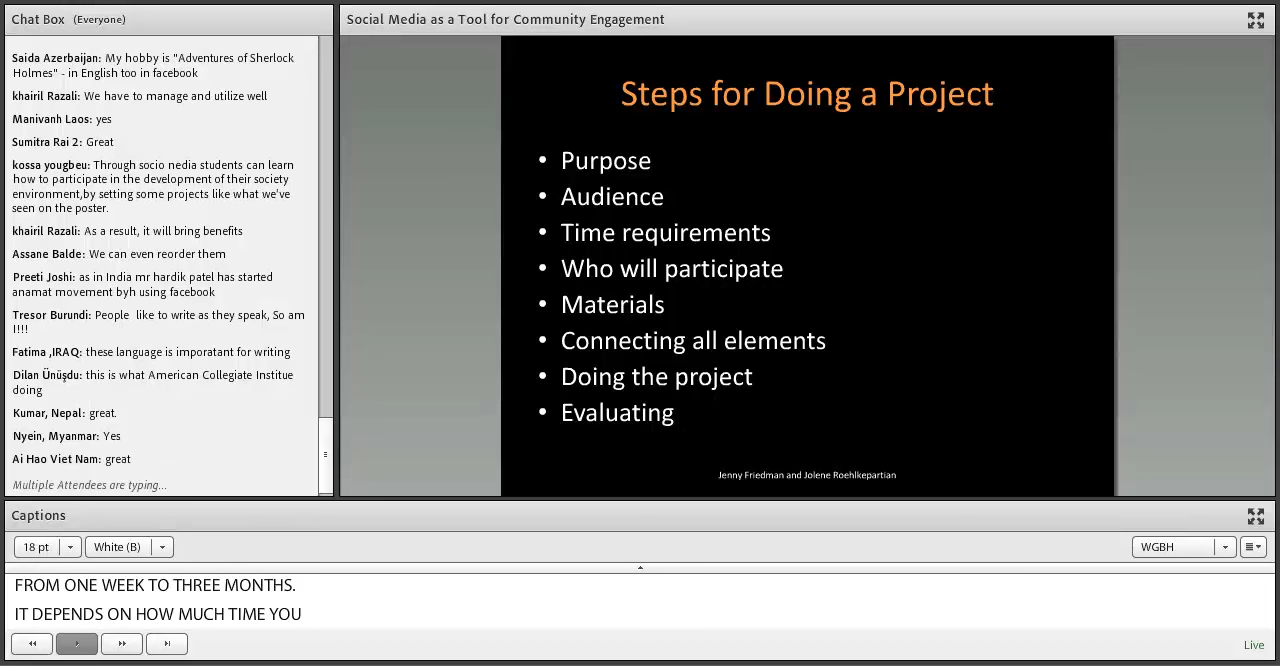 Chat Box (Everyone)
Saida Azerbaijan: My hobby is "Adventures of Sherlock
Holmes" - in English too in facebook
khairil Razali: We have to manage and utilize well
Manivanh Laos: yes
Sumitra Rai 2: Great
kossa yougbeu: Through socio nedia students can learn
how to participate in the development of their society
environment,by setting some projects like what we've
seen on the poster.
khairil Razali: As a result, it will bring benefits
Assane Balde: We can even reorder them
Preeti Joshi: as in India mr hardik patel has started
anamat movement byh using facebook
Tresor Burundi: People like to write as they speak, So am
I!!!
Fatima ,IRAQ: these language is imporatant for writing
Dilan Ünüşdu: this is what American Collegiate Institue
doing
Kumar, Nepal: great.
Nyein, Myanmar: Yes
Ai Hao Viet Nam: great
Multiple Attendees are typing...
Social Media as a Tool for Community Engagement
Steps for Doing a Project
• Purpose
• Audience
• Time requirements
• Who will participate
• Materials
• Connecting all elements
• Doing the project
• Evaluating
Jenny Friedman and Jolene Roehlkepartian
Captions
18 pt White (B) WGBH
FROM ONE WEEK TO THREE MONTHS.
IT DEPENDS ON HOW MUCH TIME YOU
Live